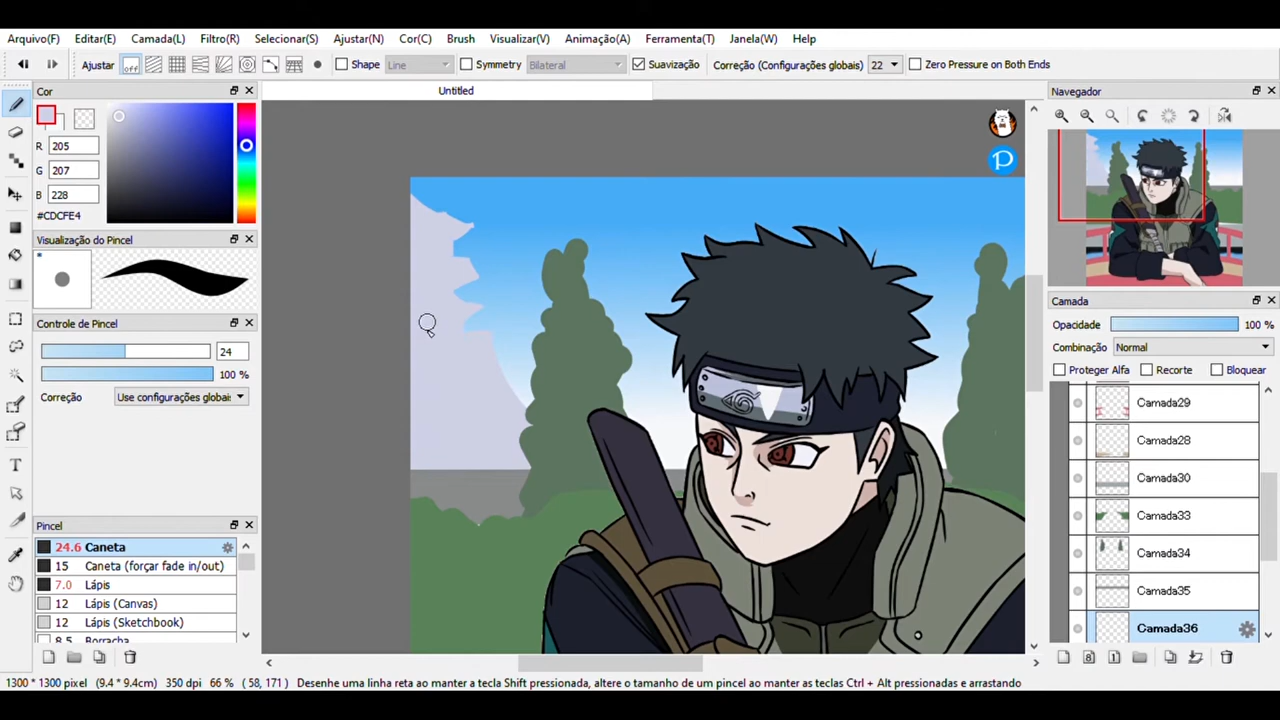 Arquivo(F) Editar(E) Camada(L) Filtro(R) Selecionar(S) Ajustar(N) Cor(C) Brush Visualizar(V) Animação(A) Ferramenta(T) Janela(W) Help
Ajustar off Shape Line Symmetry Bilateral Suavização Correção (Configurações globais) 22 Zero Pressure on Both Ends
Cor
R 205
G 207
B 228
#CDCFE4
Visualização do Pincel
Controle de Pincel
24
100 %
Correção Use configurações globais
Pincel
24.6 Caneta
15 Caneta (forçar fade in/out)
7.0 Lápis
12 Lápis (Canvas)
12 Lápis (Sketchbook)
8.5 Borracha
Untitled
P
Navegador
Camada
Opacidade 100 %
Combinação Normal
Proteger Alfa Recorte Bloquear
Camada29
Camada28
Camada30
Camada33
Camada34
Camada35
Camada36
8 1
1300 * 1300 pixel (9.4 * 9.4cm) 350 dpi 66 % ( 58, 171 ) Desenhe uma linha reta ao manter a tecla Shift pressionada, altere o tamanho de um pincel ao manter as teclas Ctrl + Alt pressionadas e arrastando